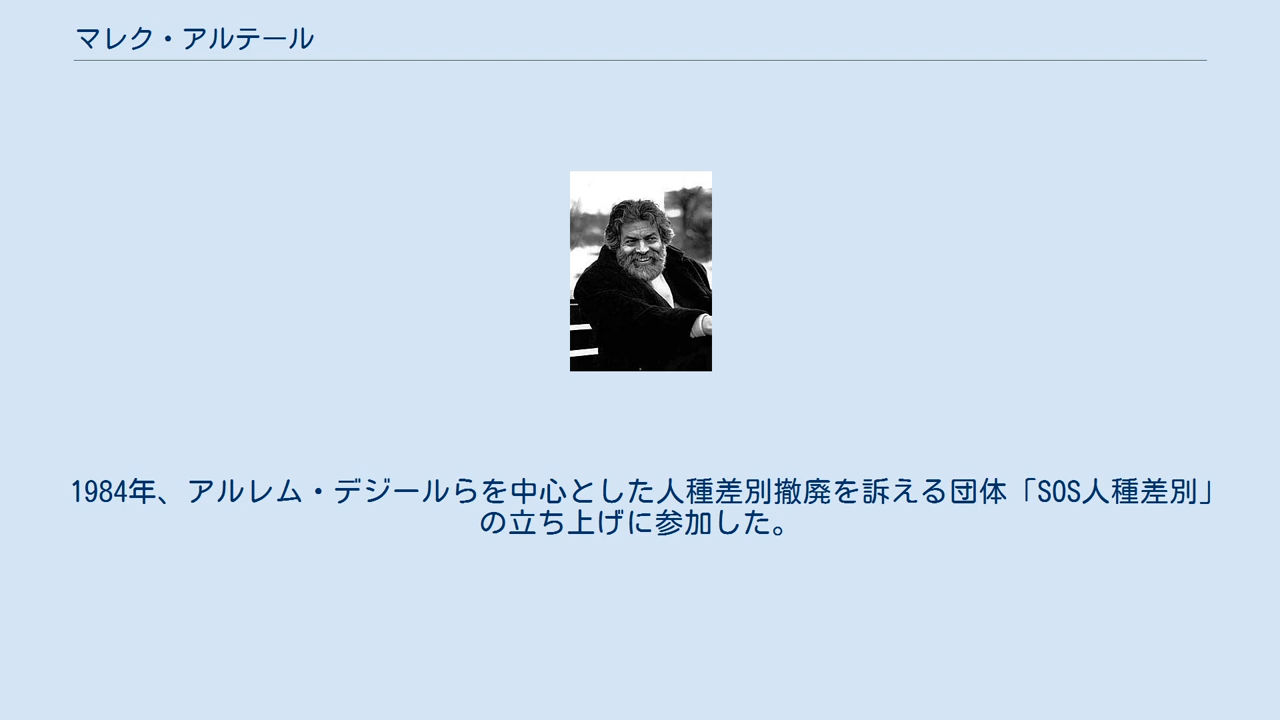 マレク・アルテール
1984年、アルレム・デジールらを中心とした人種差別撤廃を訴える団体「SOS人種差別」
の立ち上げに参加した。